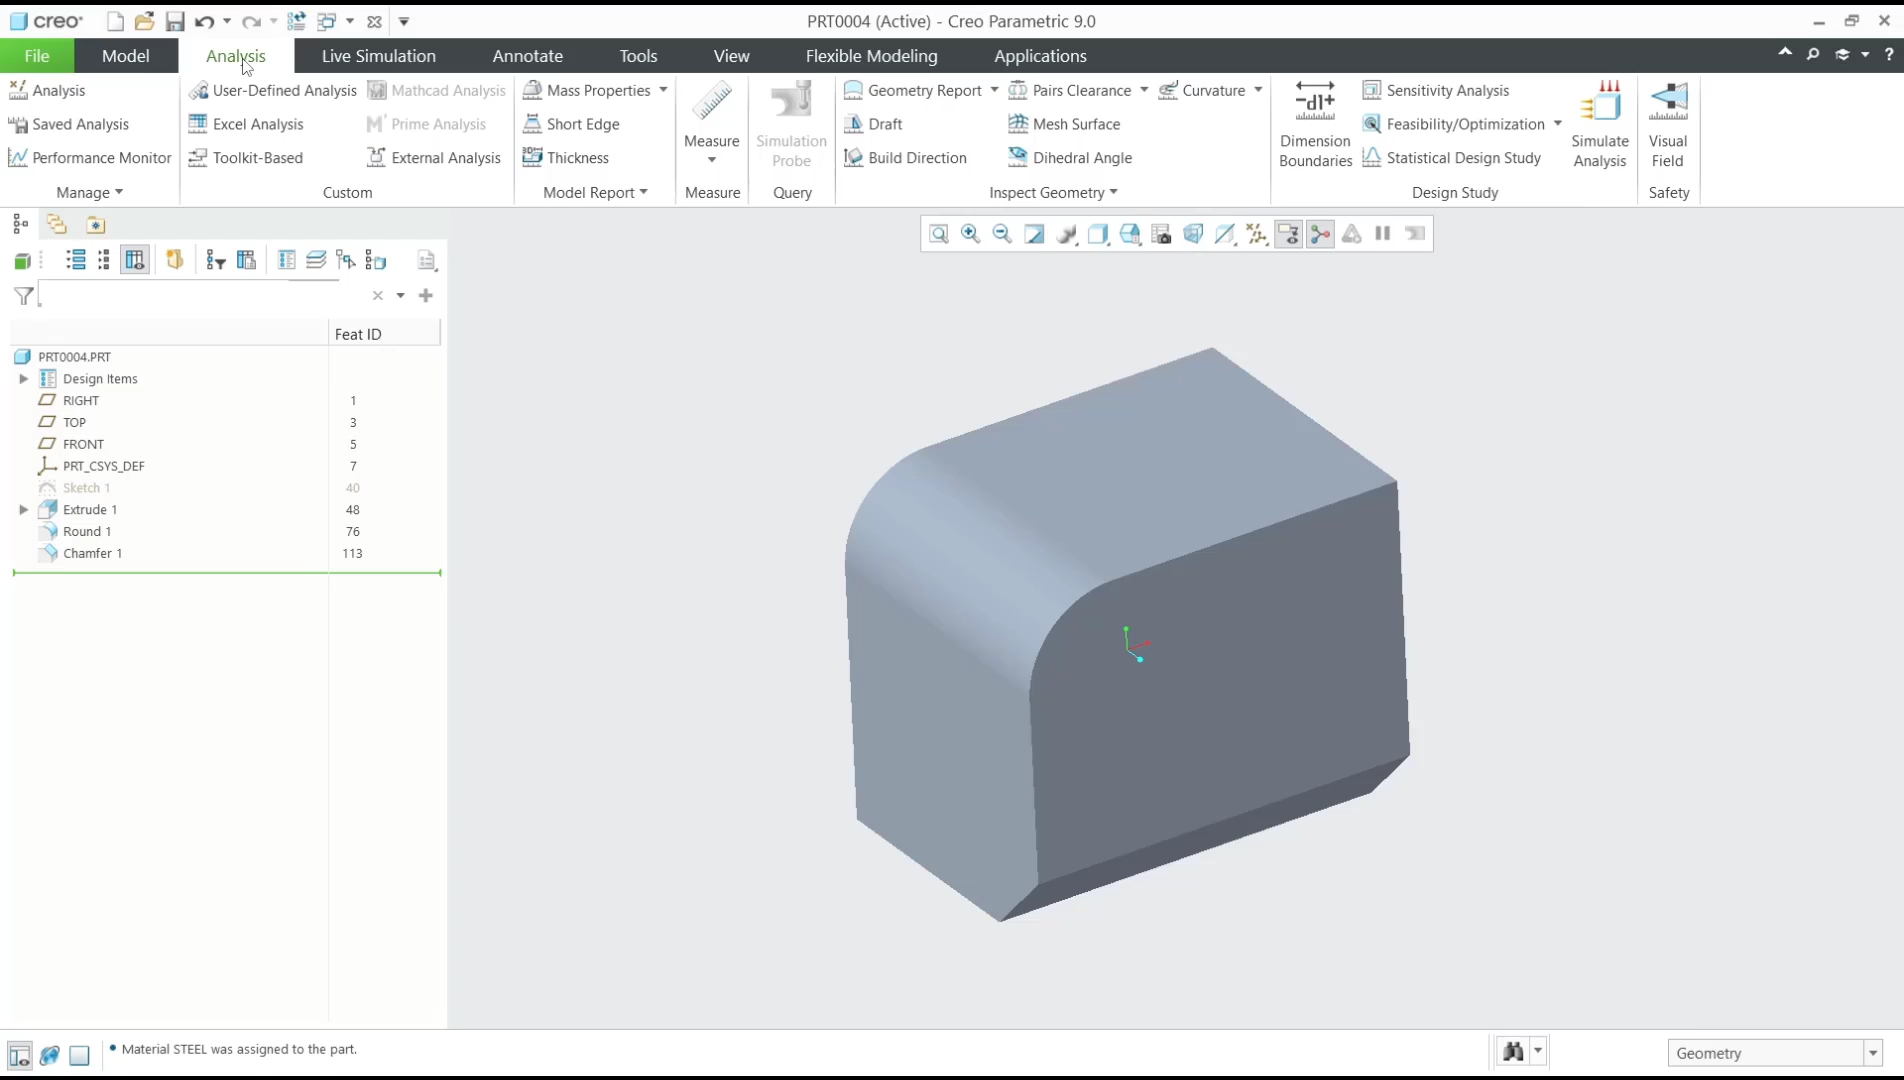 creo
PRT0004 (Active) - Creo Parametric 9.0
File
Model
Analysis
Live Simulation
Annotate
Tools
View
Flexible Modeling
Applications
?
Analysis
Saved Analysis
Performance Monitor
Manage
User-Defined Analysis
Excel Analysis
Toolkit-Based
Mathcad Analysis
Prime Analysis
External Analysis
Custom
Mass Properties
Short Edge
Thickness
Model Report
Measure
Measure
Simulation
Probe
Query
Geometry Report
Draft
Build Direction
Pairs Clearance
Mesh Surface
Dihedral Angle
Curvature
Inspect Geometry
Dimension
Boundaries
Sensitivity Analysis
Feasibility/Optimization
Statistical Design Study
Simulate
Analysis
Design Study
Visual
Field
Safety
Feat ID
PRT0004.PRT
Design Items
RIGHT 1
TOP 3
FRONT 5
PRT_CSYS_DEF 7
Sketch 1 40
Extrude 1 48
Round 1 76
Chamfer 1 113
• Material STEEL was assigned to the part.
Geometry